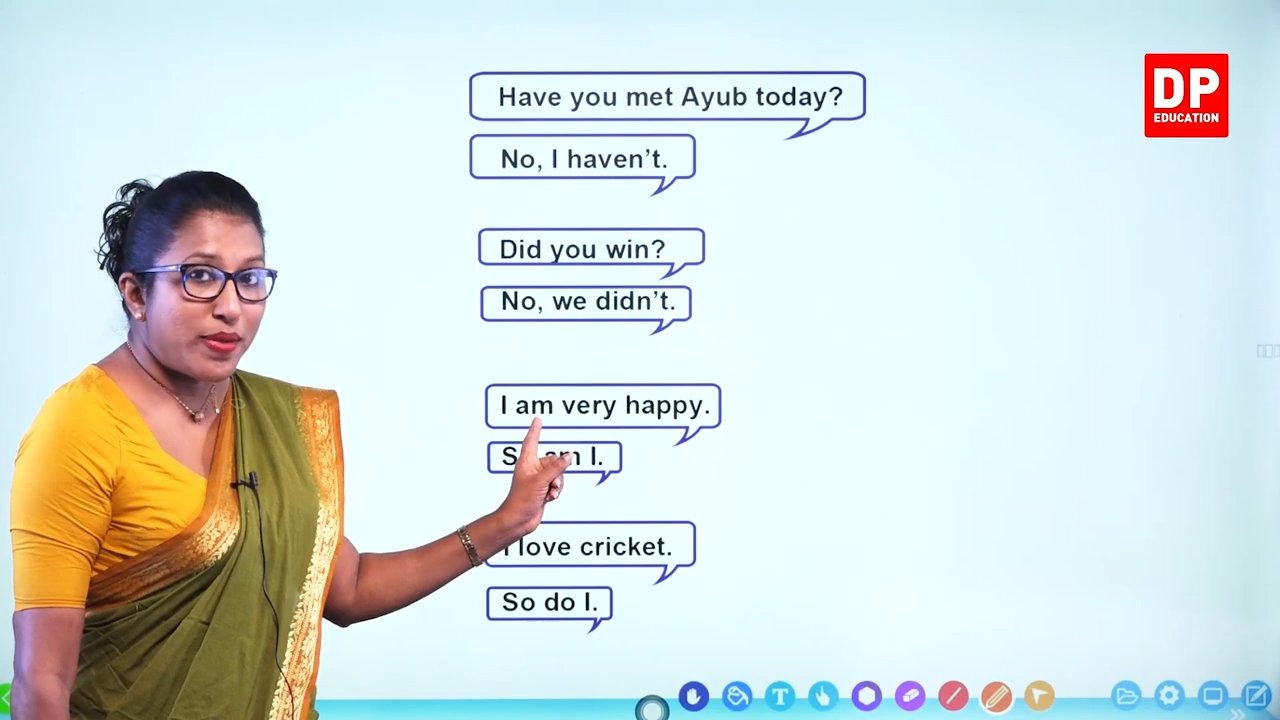 Have you met Ayub today?
No, I haven’t.
Did you win?
No, we didn’t.
I am very happy.
So am I.
I love cricket.
So do I.
DP
EDUCATION